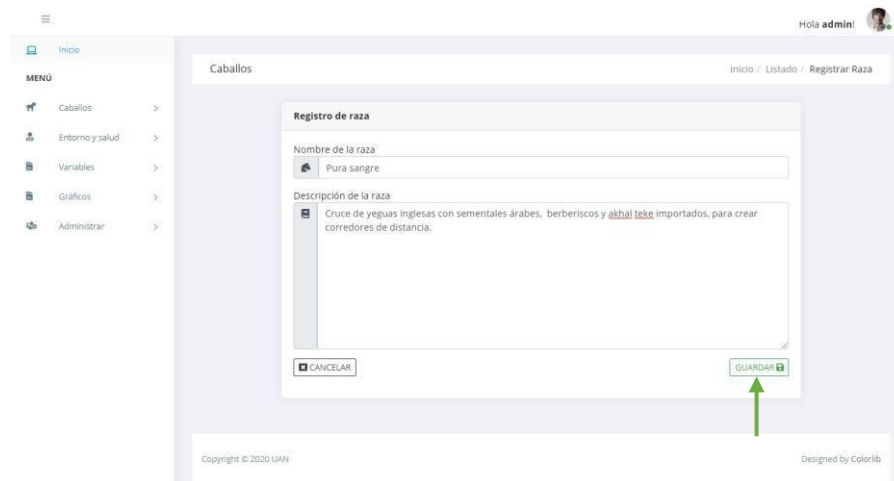 Hola admin!
Inicio
MENÚ
Caballos
Entorno y salud
Variables
Gráficos
Administrar
Caballos
Inicio / Listado / Registrar Raza
Registro de raza
Nombre de la raza
Pura sangre
Descripción de la raza
Cruce de yeguas inglesas con sementales árabes, berberiscos y akhal teke importados, para crear
corredores de distancia.
CANCELAR
GUARDAR
Copyright © 2020 UAN
Designed by Colorlib